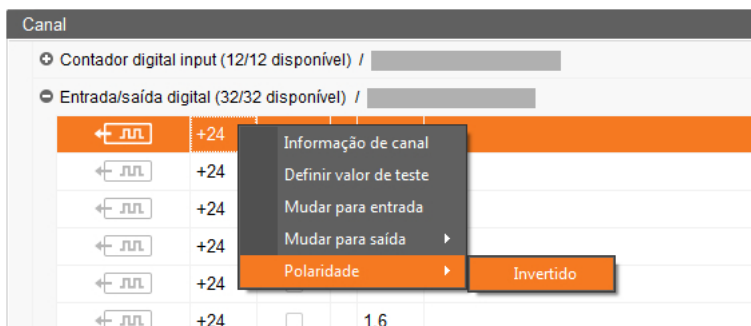 Canal
Contador digital input (12/12 disponível) /
Entrada/saída digital (32/32 disponível) /
+24
Informação de canal
+24
Definir valor de teste
+24
Mudar para entrada
+24
Mudar para saída
+24
Polaridade
Invertido
+24 1.6